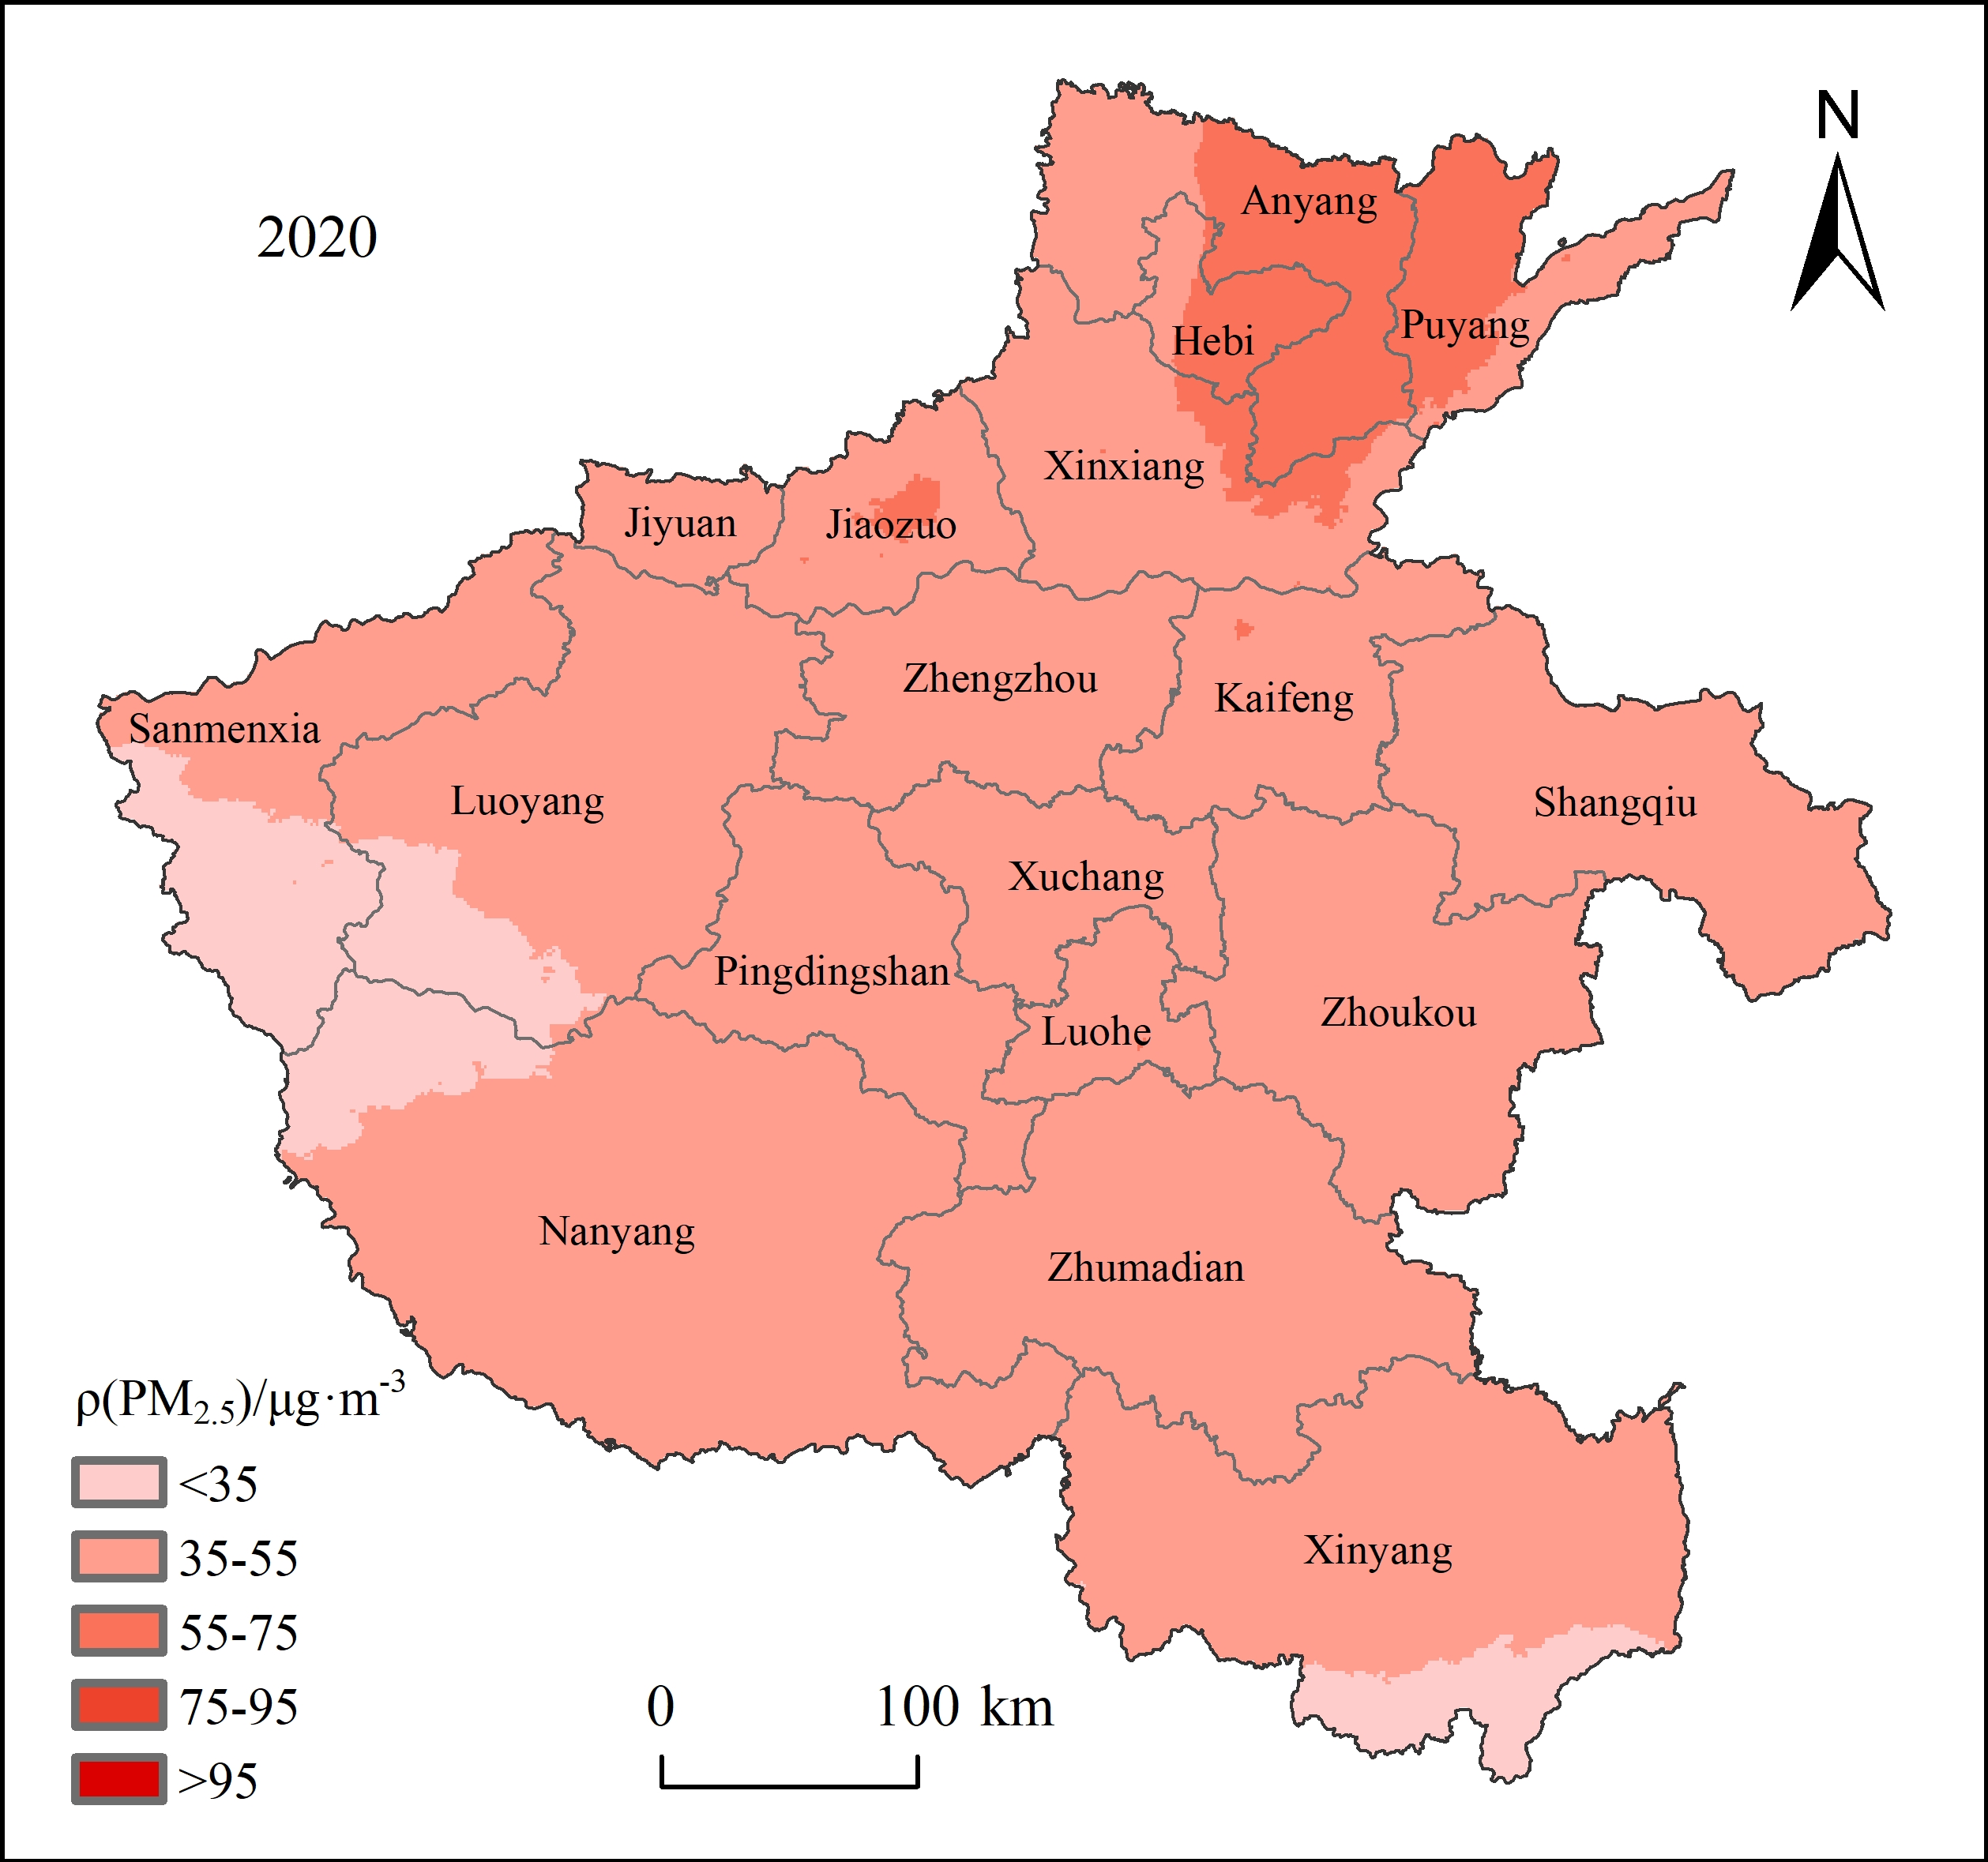 N
2020
Anyang
Hebi
Puyang
Xinxiang
Jiyuan
Jiaozuo
Zhengzhou
Kaifeng
Sanmenxia
Luoyang
Shangqiu
Xuchang
Pingdingshan
Luohe
Zhoukou
Nanyang
Zhumadian
Xinyang
ρ(PM2.5)/μg·m-3
<35
35-55
55-75
75-95
>95
0 100 km